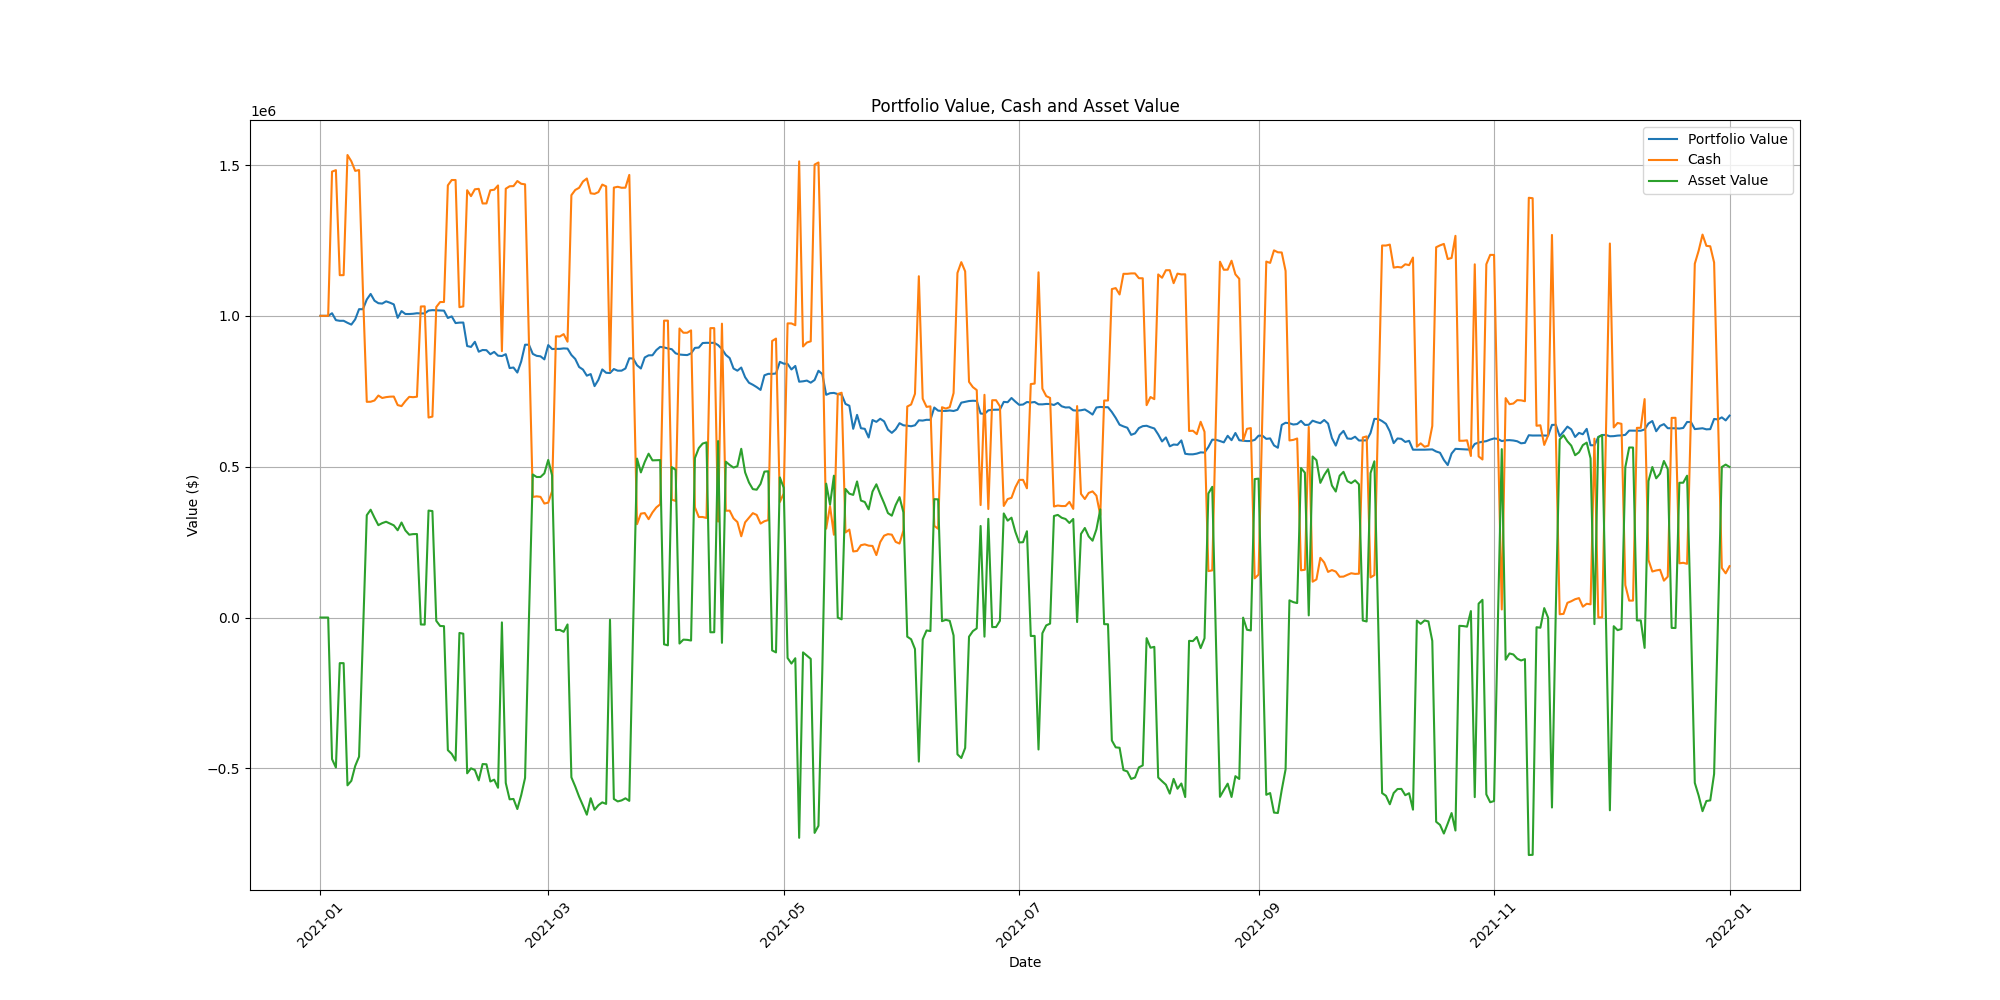 Portfolio Value, Cash and Asset Value
1e6
Portfolio Value
Cash
Asset Value
1.5
1.0
0.5
0.0
−0.5
Value ($)
2021-01
2021-03
2021-05
2021-07
2021-09
2021-11
2022-01
Date